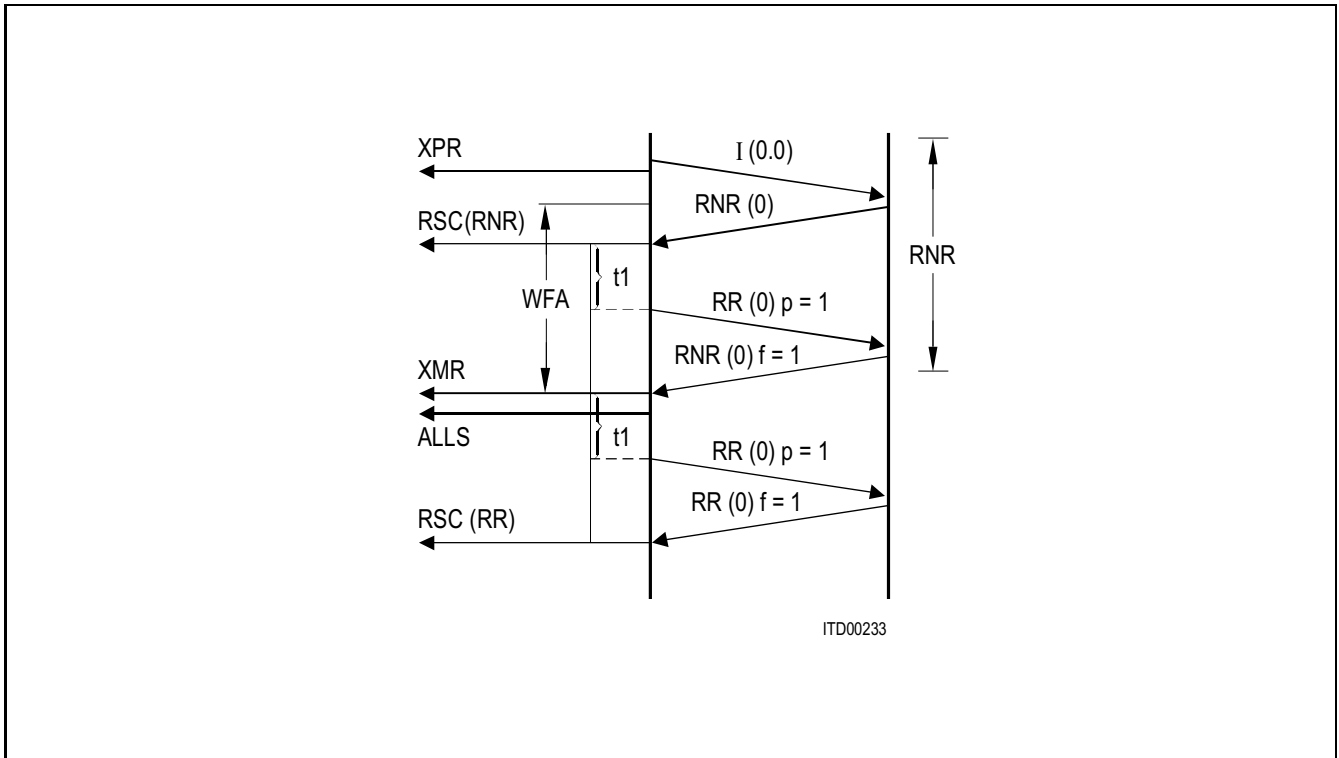 XPR
I (0.0)
RNR (0)
RSC(RNR)
RNR
t1
WFA
RR (0) p = 1
RNR (0) f = 1
XMR
ALLS
t1
RR (0) p = 1
RR (0) f = 1
RSC (RR)
ITD00233